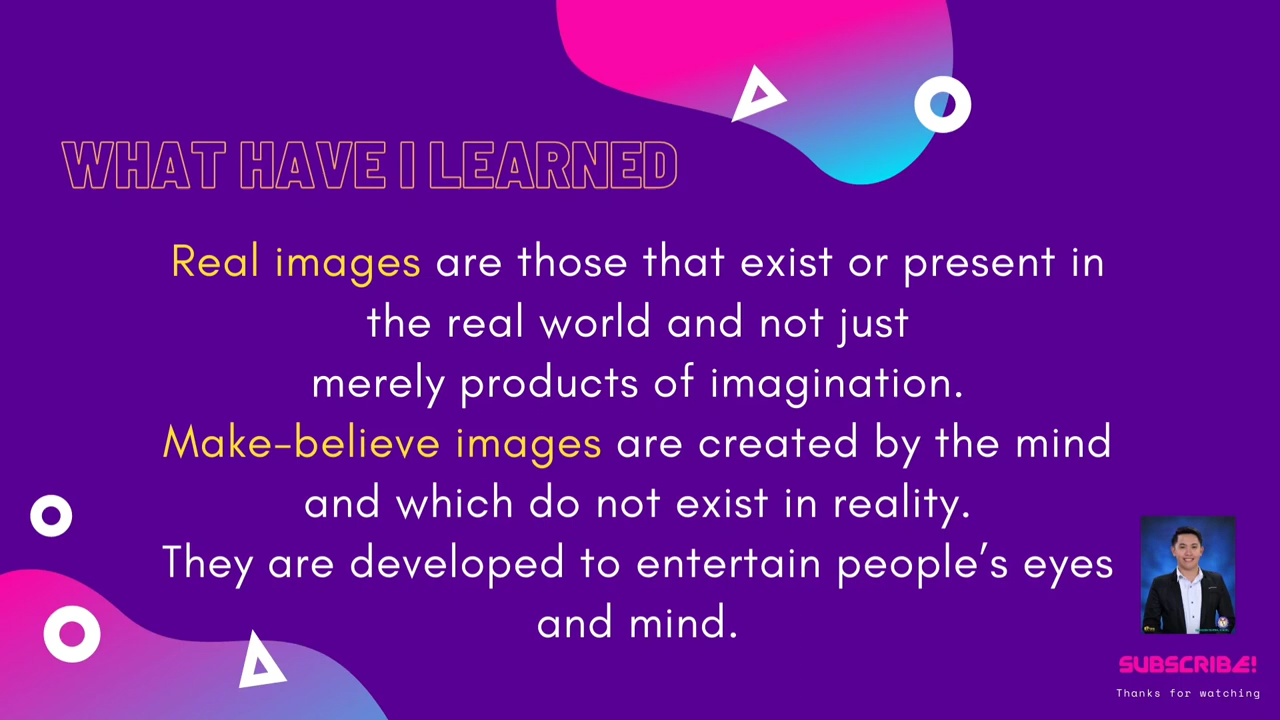 WHAT HAVE I LEARNED
Real images are those that exist or present in
the real world and not just
merely products of imagination.
Make-believe images are created by the mind
and which do not exist in reality.
They are developed to entertain people's eyes
and mind.
SUBSCRIBE!
Thanks for watching